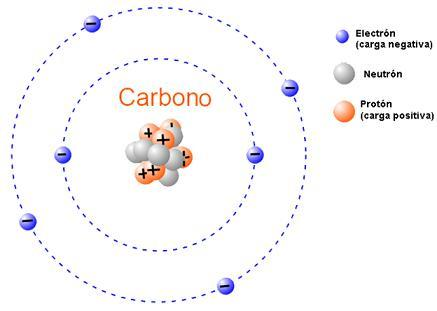 Carbono
Electrón
(carga negativa)
Neutrón
Protón
(carga positiva)